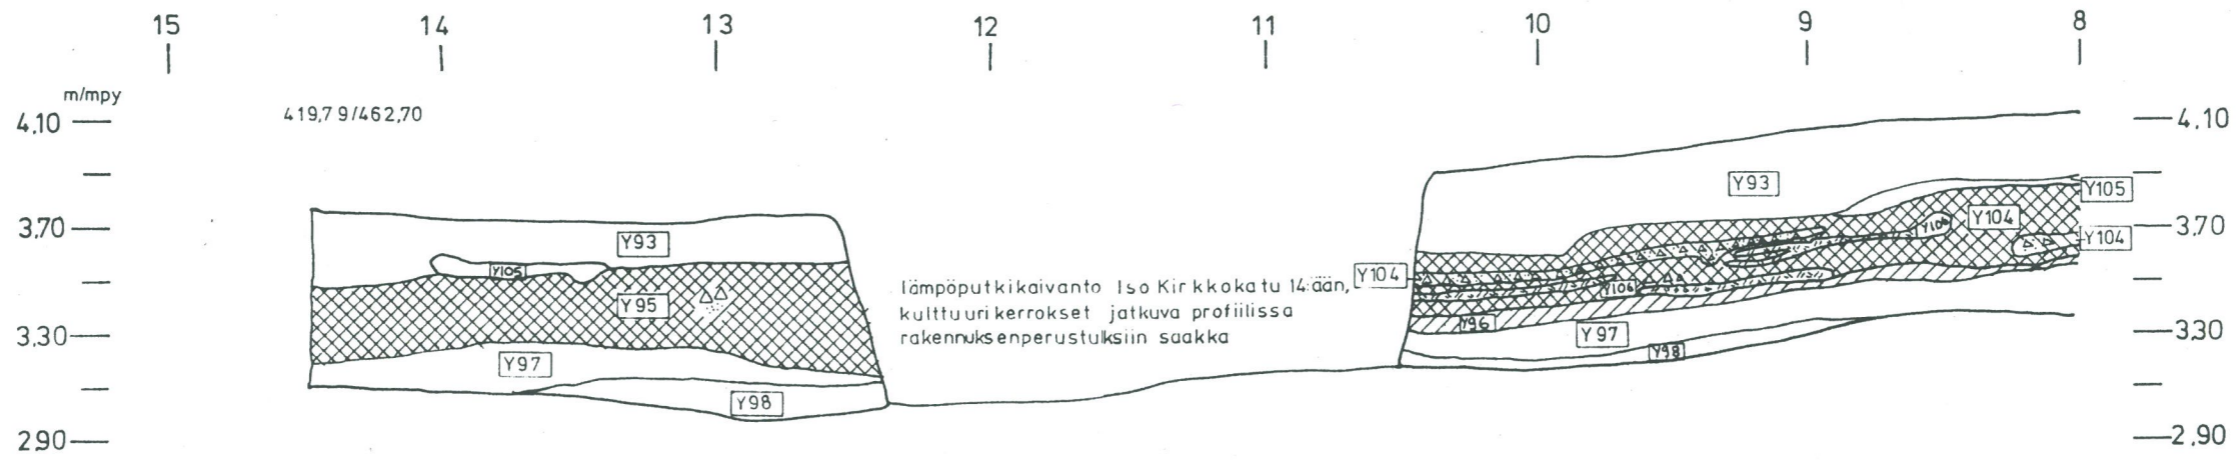 15 14 13 12 11 10 9 8
m/mpy
4,10 419,79/462,70 4,10
Y93
Y105
3,70 Y104 3,70
Y93 Y104
Y104
Y105
Y104
Y95 Y106
lämpöputkikaivanto Iso Kirkkokatu 14:ään,
kulttuurikerrokset jatkuva profiilissa
rakennuksenperustuksiin saakka
Y96
3,30 Y97 3,30
Y98
Y97
Y98
2,90 2,90